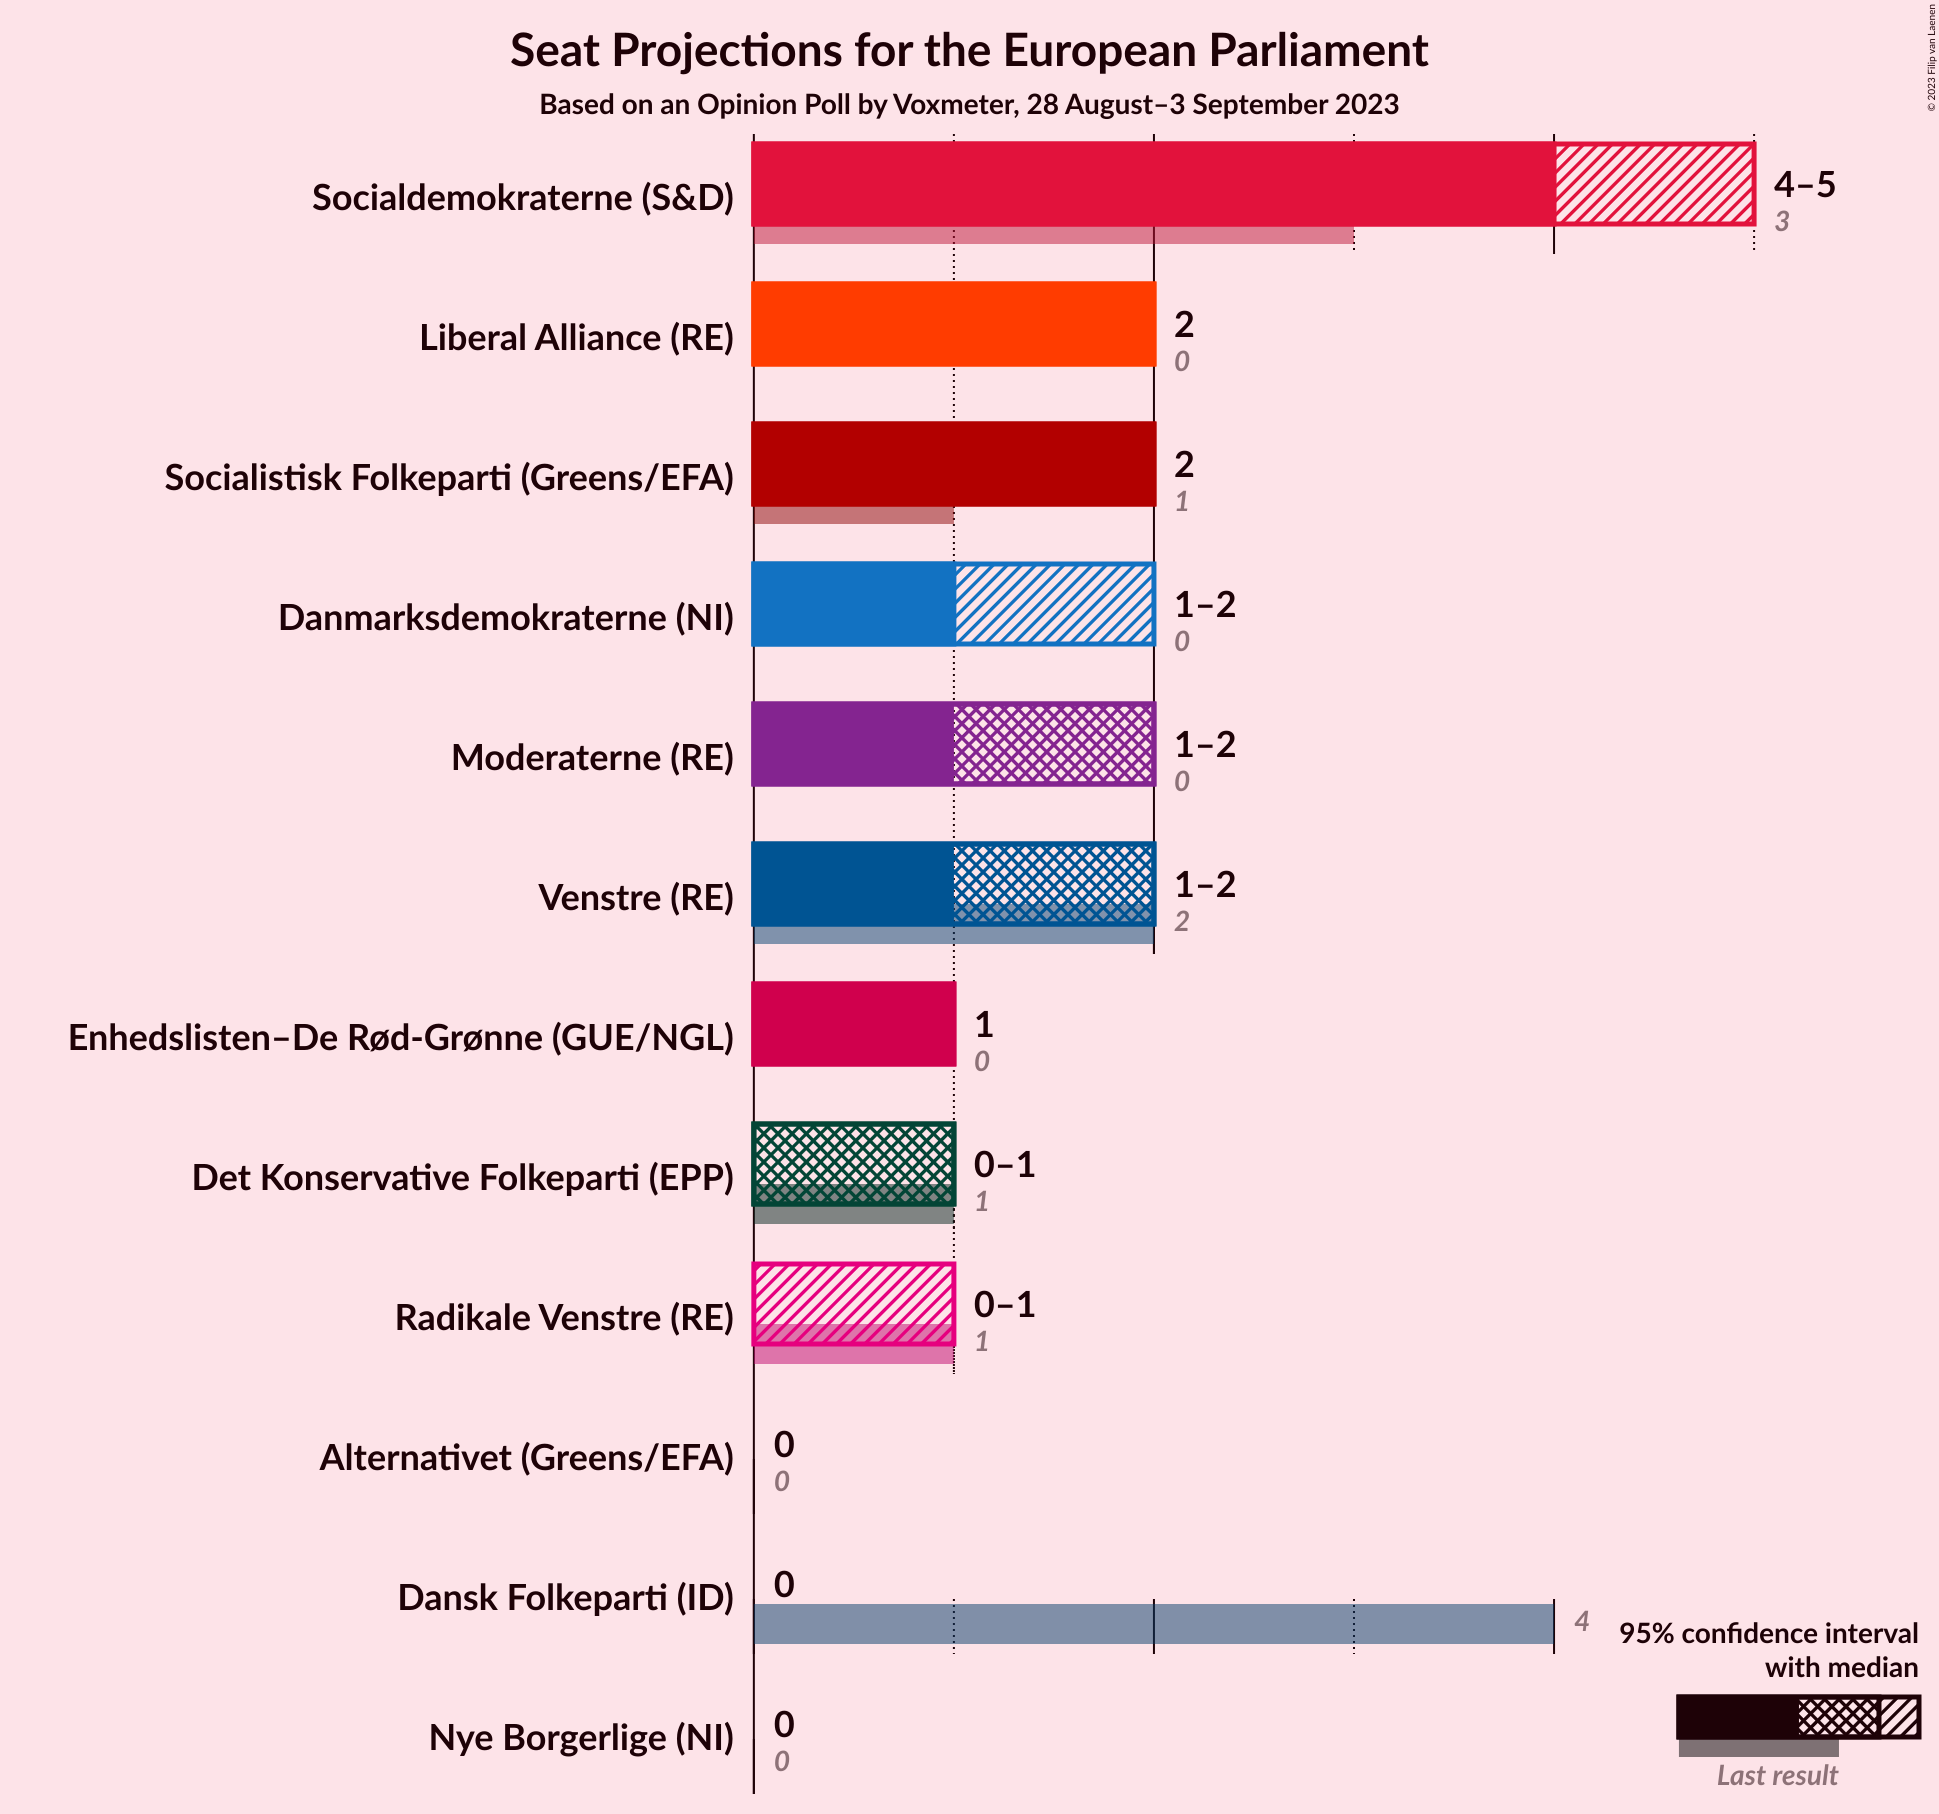 Seat Projections for the European Parliament
Based on an Opinion Poll by Voxmeter, 28 August–3 September 2023
© 2023 Filip van Laenen
Socialdemokraterne (S&D)
4–5
3
Liberal Alliance (RE)
2
0
Socialistisk Folkeparti (Greens/EFA)
2
1
Danmarksdemokraterne (NI)
1–2
0
Moderaterne (RE)
1–2
0
Venstre (RE)
1–2
2
Enhedslisten–De Rød-Grønne (GUE/NGL)
1
0
Det Konservative Folkeparti (EPP)
0–1
1
Radikale Venstre (RE)
0–1
1
Alternativet (Greens/EFA)
0
0
Dansk Folkeparti (ID)
0
4
Nye Borgerlige (NI)
0
0
95% confidence interval
with median
Last result